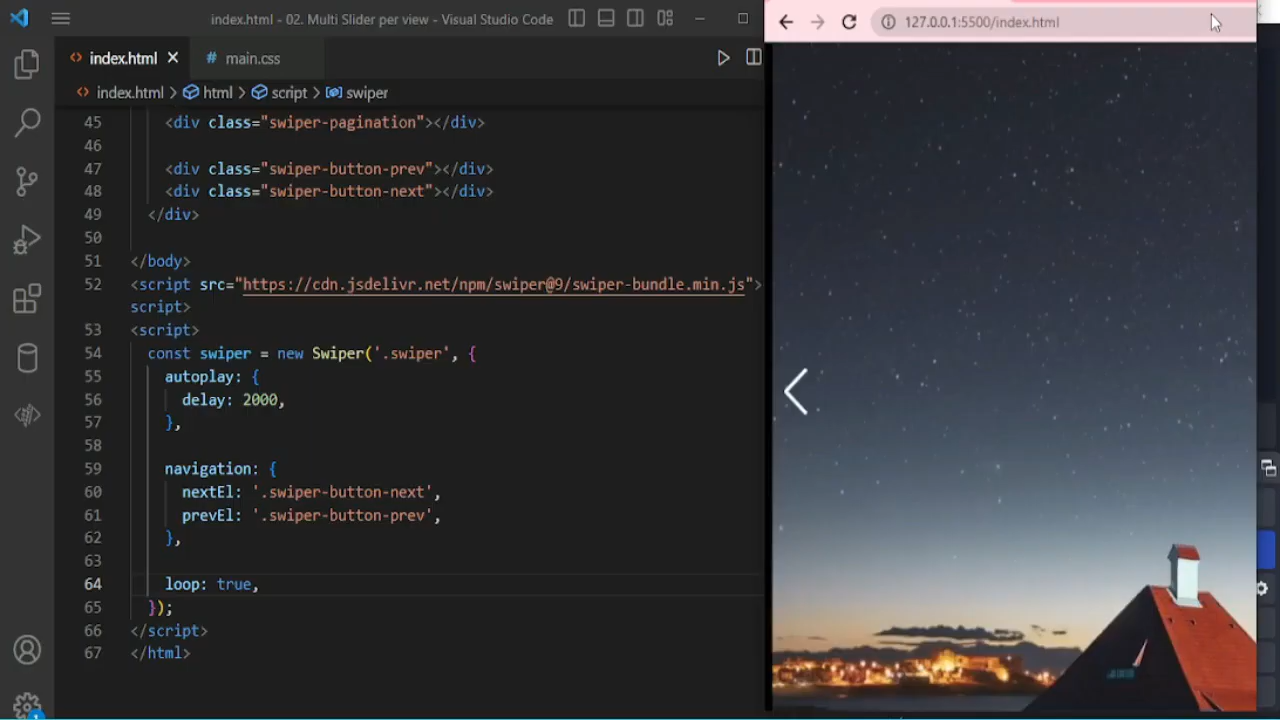 index.html - 02. Multi Slider per view - Visual Studio Code
127.0.0.1:5500/index.html
index.html
# main.css
index.html > html > script > swiper
45 <div class="swiper-pagination"></div>
46
47 <div class="swiper-button-prev"></div>
48 <div class="swiper-button-next"></div>
49 </div>
50
51 </body>
52 <script src="https://cdn.jsdelivr.net/npm/swiper@9/swiper-bundle.min.js">
script>
53 <script>
54 const swiper = new Swiper('.swiper', {
55 autoplay: {
56 delay: 2000,
57 },
58
59 navigation: {
60 nextEl: '.swiper-button-next',
61 prevEl: '.swiper-button-prev',
62 },
63
64 loop: true,
65 });
66 </script>
67 </html>
1